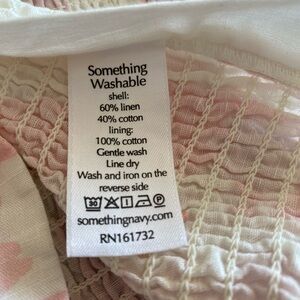 Something
Washable
shell:
60% linen
40% cotton
lining:
100% cotton
Gentle wash
Line dry
Wash and iron on the
reverse side
30
somethingnavy.com
RN161732